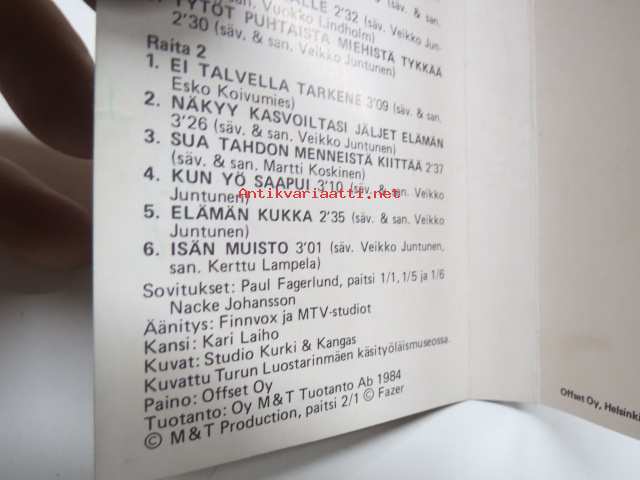 ALLE 2'32 (säv. Veikko Juntunen,
san. Vuokko Lindholm)
TYTÖT PUHTAISTA MIEHISTÄ TYKKÄÄ
2'30 (säv. & san. Veikko Juntunen)
Raita 2
1. EI TALVELLA TARKENE 3'09 (säv. & san.
Esko Koivumies)
2. NÄKYY KASVOILTASI JÄLJET ELÄMÄN
3'26 (säv. & san. Veikko Juntunen)
3. SUA TAHDON MENNEISTÄ KIITTÄÄ 2'37
(säv. & san. Martti Koskinen)
4. KUN YÖ SAAPUI 3'10 (säv. & san. Veikko
Juntunen)
Antikvariaatti.net
5. ELÄMÄN KUKKA 2'35 (säv. & san. Veikko
Juntunen)
6. ISÄN MUISTO 3'01 (säv. Veikko Juntunen,
san. Kerttu Lampela)
Sovitukset: Paul Fagerlund, paitsi 1/1, 1/5 ja 1/6
Nacke Johansson
Äänitys: Finnvox ja MTV-studiot
Kansi: Kari Laiho
Kuvat: Studio Kurki & Kangas
Kuvattu Turun Luostarinmäen käsityöläismuseossa.
Paino: Offset Oy
Tuotanto: Oy M&T Tuotanto Ab 1984
© M&T Production, paitsi 2/1 © Fazer
Offset Oy, Helsinki